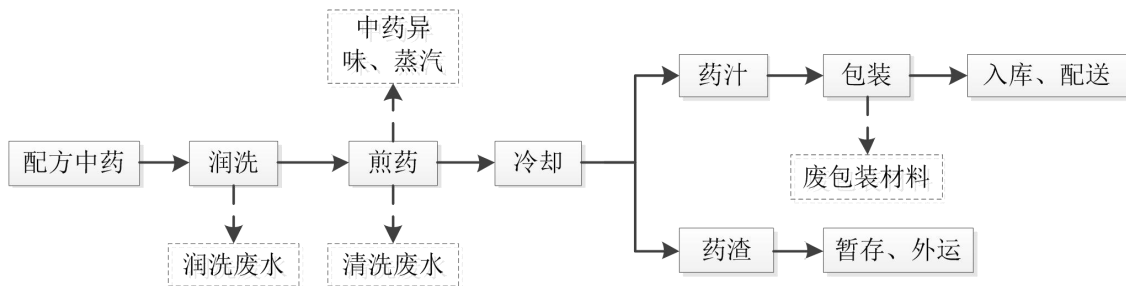 中药异
味、蒸汽
药汁
包装
入库、配送
配方中药
润洗
煎药
冷却
废包装材料
润洗废水
清洗废水
药渣
暂存、外运